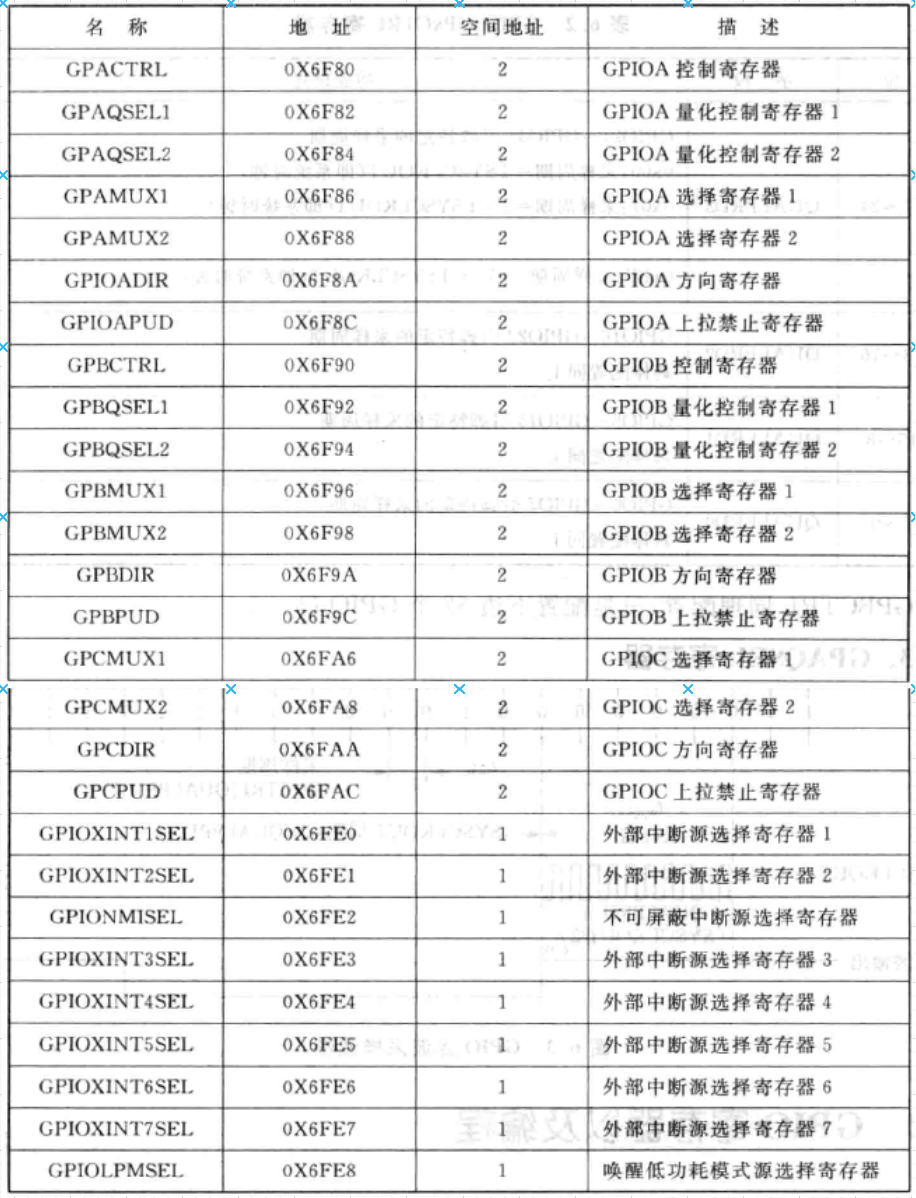 名 称 地 址 空间地址 描 述
GPACTRL 0X6F80 2 GPIOA 控制寄存器
GPAQSEL1 0X6F82 2 GPIOA 量化控制寄存器 1
GPAQSEL2 0X6F84 2 GPIOA 量化控制寄存器 2
GPAMUX1 0X6F86 2 GPIOA 选择寄存器 1
GPAMUX2 0X6F88 2 GPIOA 选择寄存器 2
GPIOADIR 0X6F8A 2 GPIOA 方向寄存器
GPIOAPUD 0X6F8C 2 GPIOA 上拉禁止寄存器
GPBCTRL 0X6F90 2 GPIOB 控制寄存器
GPBQSEL1 0X6F92 2 GPIOB 量化控制寄存器 1
GPBQSEL2 0X6F94 2 GPIOB 量化控制寄存器 2
GPBMUX1 0X6F96 2 GPIOB 选择寄存器 1
GPBMUX2 0X6F98 2 GPIOB 选择寄存器 2
GPBDIR 0X6F9A 2 GPIOB 方向寄存器
GPBPUD 0X6F9C 2 GPIOB 上拉禁止寄存器
GPCMUX1 0X6FA6 2 GPIOC 选择寄存器 1
GPCMUX2 0X6FA8 2 GPIOC 选择寄存器 2
GPCDIR 0X6FAA 2 GPIOC 方向寄存器
GPCPUD 0X6FAC 2 GPIOC 上拉禁止寄存器
GPIOXINT1SEL 0X6FE0 1 外部中断源选择寄存器 1
GPIOXINT2SEL 0X6FE1 1 外部中断源选择寄存器 2
GPIONMISEL 0X6FE2 1 不可屏蔽中断源选择寄存器
GPIOXINT3SEL 0X6FE3 1 外部中断源选择寄存器 3
GPIOXINT4SEL 0X6FE4 1 外部中断源选择寄存器 4
GPIOXINT5SEL 0X6FE5 1 外部中断源选择寄存器 5
GPIOXINT6SEL 0X6FE6 1 外部中断源选择寄存器 6
GPIOXINT7SEL 0X6FE7 1 外部中断源选择寄存器 7
GPIOLPMSEL 0X6FE8 1 唤醒低功耗模式源选择寄存器